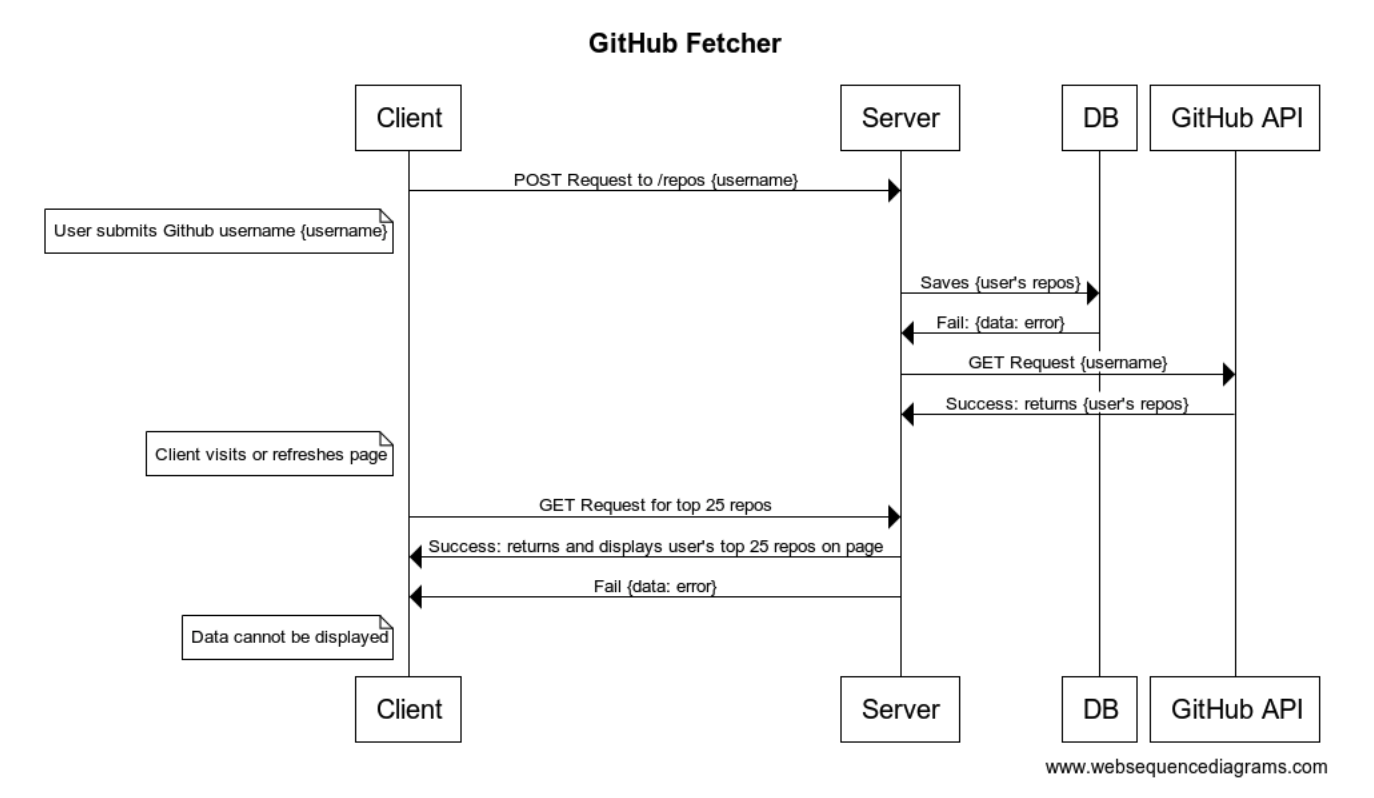 GitHub Fetcher
Client
Server
DB
GitHub API
POST Request to /repos {username}
User submits Github username {username}
Saves {user's repos}
Fail: {data: error}
GET Request {username}
Success: returns {user's repos}
Client visits or refreshes page
GET Request for top 25 repos
Success: returns and displays user's top 25 repos on page
Fail {data: error}
Data cannot be displayed
Client
Server
DB
GitHub API
www.websequencediagrams.com